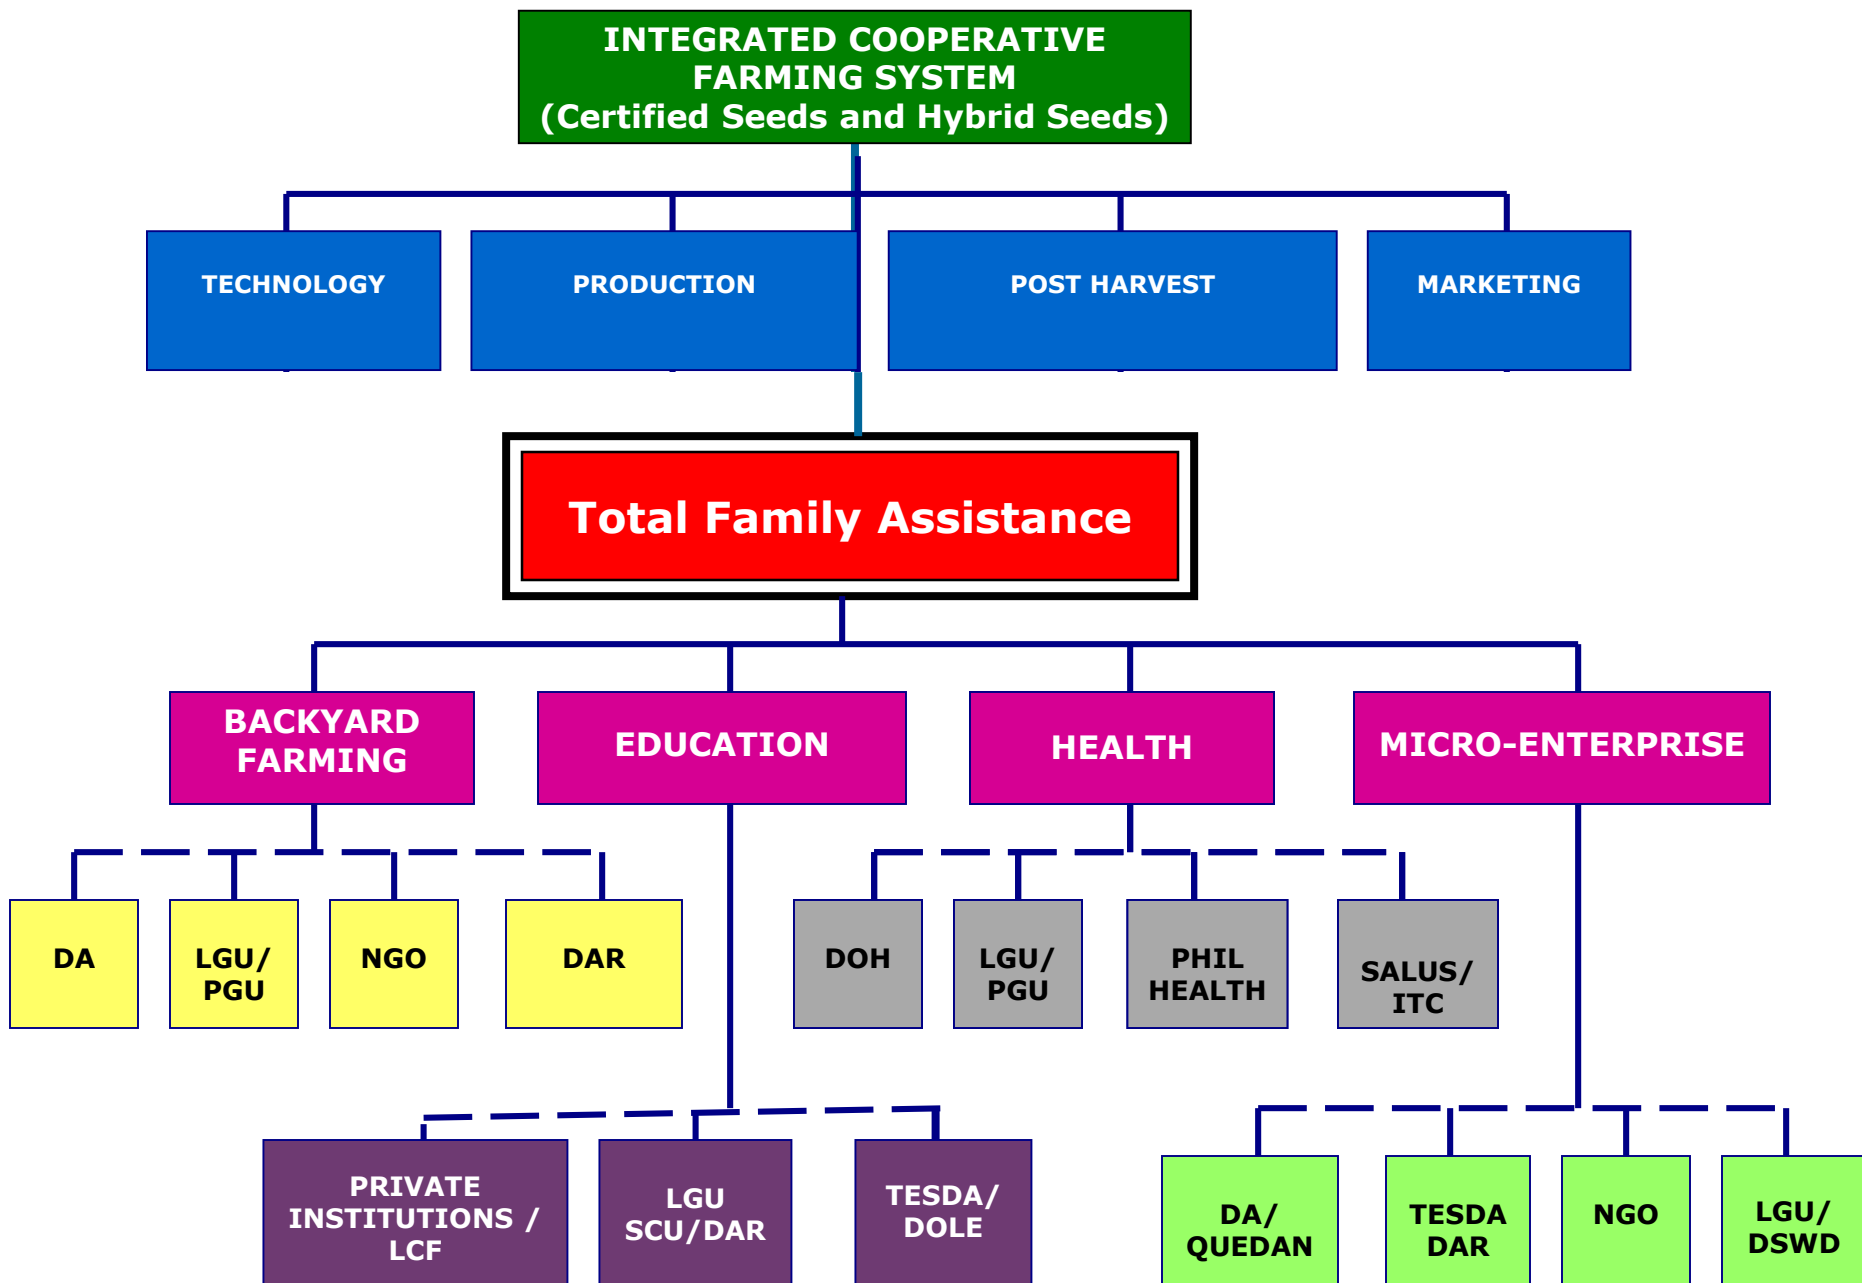 INTEGRATED COOPERATIVE
FARMING SYSTEM
(Certified Seeds and Hybrid Seeds)
TECHNOLOGY
PRODUCTION
POST HARVEST
MARKETING
Total Family Assistance
BACKYARD
FARMING
EDUCATION
HEALTH
MICRO-ENTERPRISE
DA
LGU/
PGU
NGO
DAR
DOH
LGU/
PGU
PHIL
HEALTH
SALUS/
ITC
PRIVATE
INSTITUTIONS /
LCF
LGU
SCU/DAR
TESDA/
DOLE
DA/
QUEDAN
TESDA
DAR
NGO
LGU/
DSWD